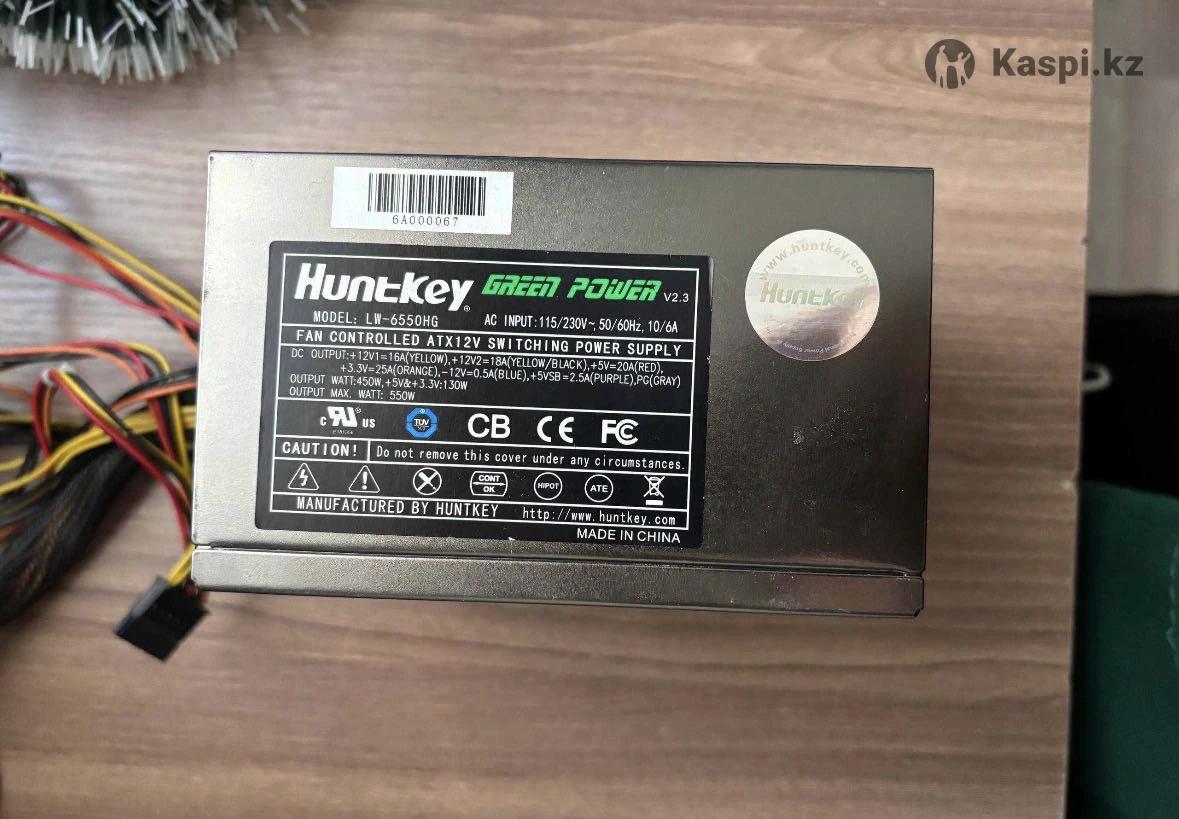 Kaspi.kz
6A000067
HuntKey® GREEN POWER V2.3
MODEL: LW-6550HG AC INPUT:115/230V~,50/60Hz, 10/6A
FAN CONTROLLED ATX12V SWITCHING POWER SUPPLY
DC OUTPUT:+12V1=16A(YELLOW),+12V2=18A(YELLOW/BLACK),+5V=20A(RED),
+3.3V=25A(ORANGE),-12V=0.5A(BLUE),+5VSB=2.5A(PURPLE),PG(GRAY)
OUTPUT WATT:450W,+5V&+3.3V:130W
OUTPUT MAX. WATT: 550W
c RU® US TÜV CB CE FC
CAUTION! Do not remove this cover under any circumstances.
CONT OK HIPOT ATE
MANUFACTURED BY HUNTKEY http://www.huntkey.com
MADE IN CHINA
www.huntkey.com
HuntKey